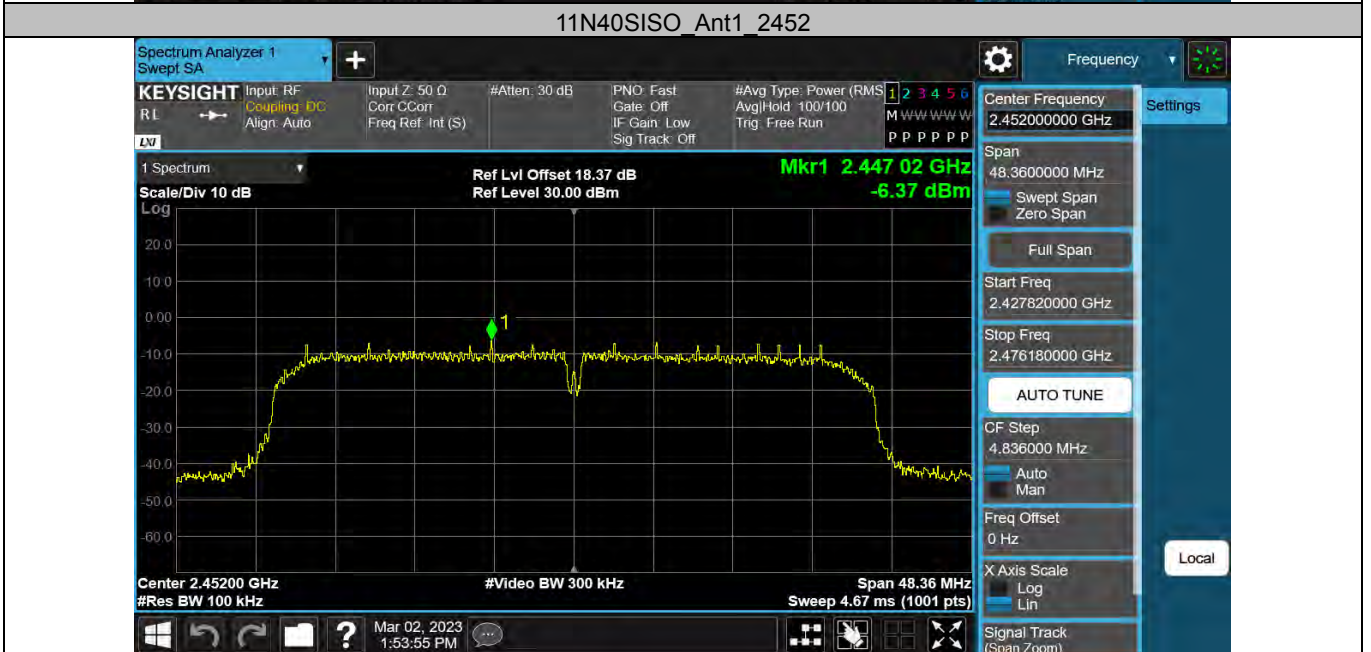 11N40SISO_Ant1_2452
Spectrum Analyzer 1
Swept SA
Frequency
KEYSIGHT
RL
LXI
Input: RF
Coupling: DC
Align: Auto
Input Z: 50 Ω
Corr CCorr
Freq Ref: Int (S)
#Atten: 30 dB
PNO: Fast
Gate: Off
IF Gain: Low
Sig Track: Off
#Avg Type: Power (RMS
Avg|Hold: 100/100
Trig: Free Run
1 2 3 4 5 6
M W W W W W
P P P P P P
Center Frequency
2.452000000 GHz
Settings
1 Spectrum
Scale/Div 10 dB
Log
Ref Lvl Offset 18.37 dB
Ref Level 30.00 dBm
Mkr1 2.447 02 GHz
-6.37 dBm
Span
48.3600000 MHz
Swept Span
Zero Span
Full Span
Start Freq
2.427820000 GHz
Stop Freq
2.476180000 GHz
AUTO TUNE
CF Step
4.836000 MHz
Auto
Man
Freq Offset
0 Hz
X Axis Scale
Log
Lin
Signal Track
(Span Zoom)
Local
20.0
10.0
0.00
-10.0
-20.0
-30.0
-40.0
-50.0
-60.0
1
Center 2.45200 GHz
#Res BW 100 kHz
#Video BW 300 kHz
Span 48.36 MHz
Sweep 4.67 ms (1001 pts)
?
Mar 02, 2023
1:53:55 PM